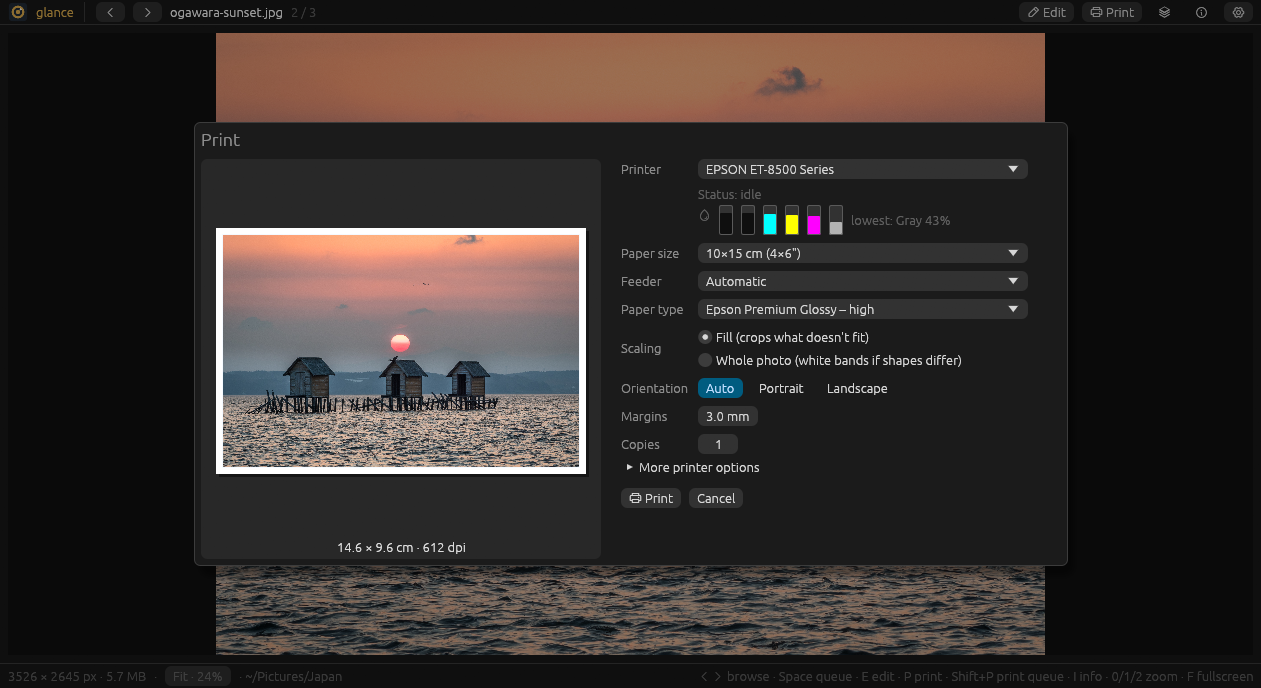 glance ogawara-sunset.jpg 2 / 3 Edit Print
Print
Printer EPSON ET-8500 Series
Status: idle
lowest: Gray 43%
Paper size 10×15 cm (4×6")
Feeder Automatic
Paper type Epson Premium Glossy – high
Scaling
Fill (crops what doesn't fit)
Whole photo (white bands if shapes differ)
Orientation Auto Portrait Landscape
Margins 3.0 mm
Copies 1
More printer options
Print Cancel
14.6 × 9.6 cm · 612 dpi
3526 × 2645 px · 5.7 MB · Fit · 24% · ~/Pictures/Japan browse · Space queue · E edit · P print · Shift+P print queue · I info · 0/1/2 zoom · F fullscreen